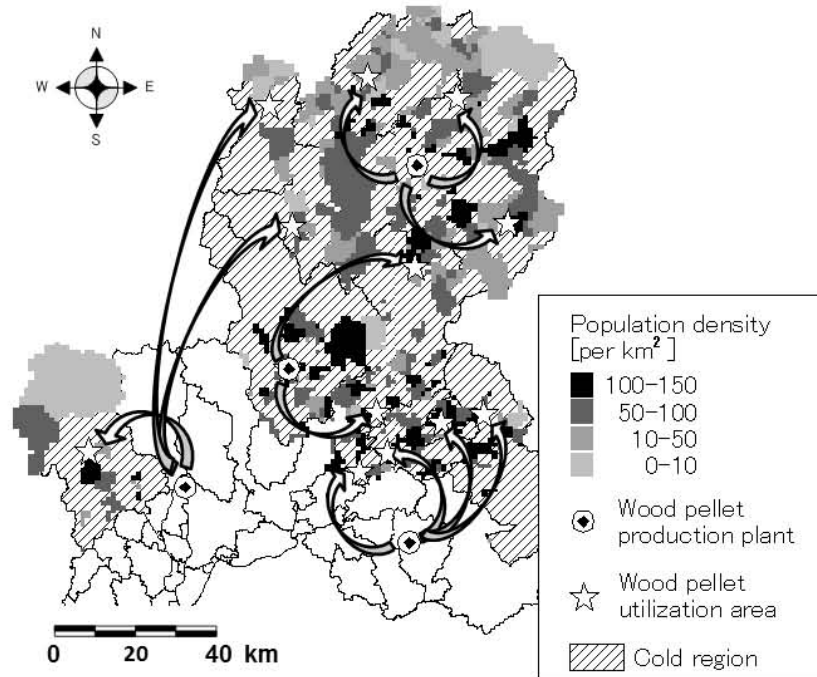 N
W E
S
Population density
[per km²]
100-150
50-100
10-50
0-10
Wood pellet
production plant
Wood pellet
utilization area
Cold region
0 20 40 km